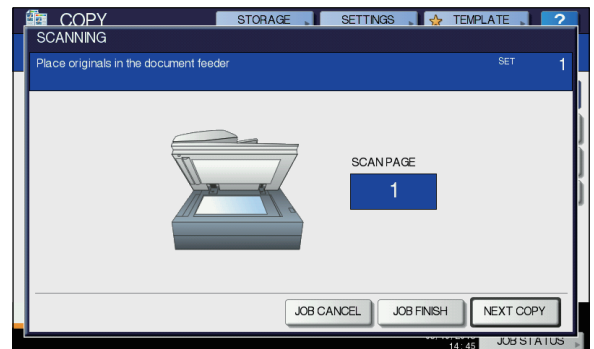 COPY
STORAGE
SETTINGS
TEMPLATE
?
SCANNING
Place originals in the document feeder
SET 1
SCAN PAGE
1
JOB CANCEL
JOB FINISH
NEXT COPY
14:45
JOB STATUS